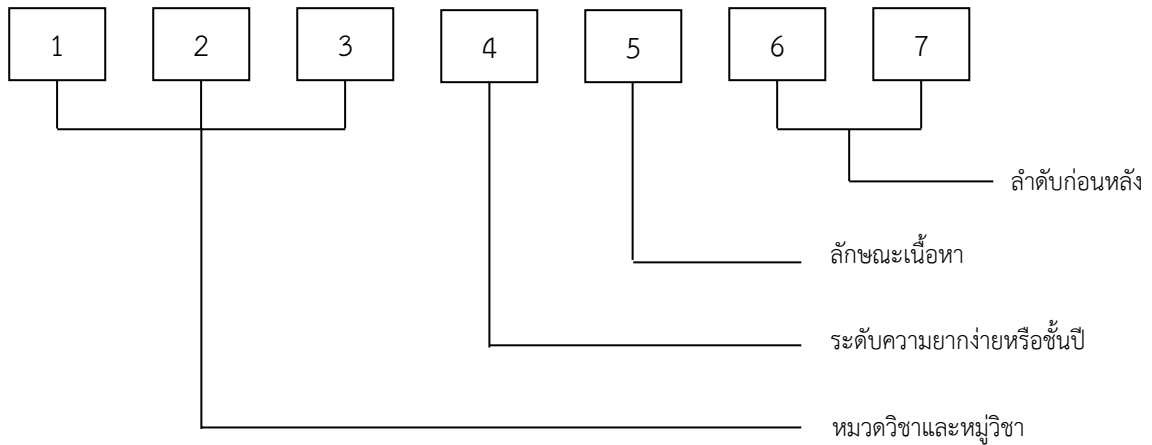 1 2 3 4 5 6 7
ลำดับก่อนหลัง
ลักษณะเนื้อหา
ระดับความยากง่ายหรือชั้นปี
หมวดวิชาและหมู่วิชา